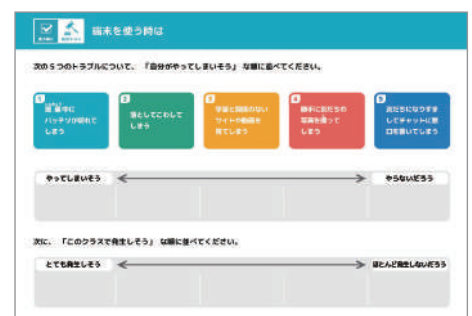 端末を使う時は
次の5つのトラブルについて、「自分がやってしまいそう」な順に並べてください。
1
授業中に
バッテリが切れて
しまう
2
落としてこわして
しまう
3
学習と関係のない
サイトや動画を
見てしまう
4
勝手に友だちの
写真を撮って
しまう
5
友だちになりすま
してチャットに悪
口を書いてしまう
やってしまいそう
やらないだろう
次に、「このクラスで発生しそう」な順に並べてください。
とても発生しそう
ほとんど発生しないだろう